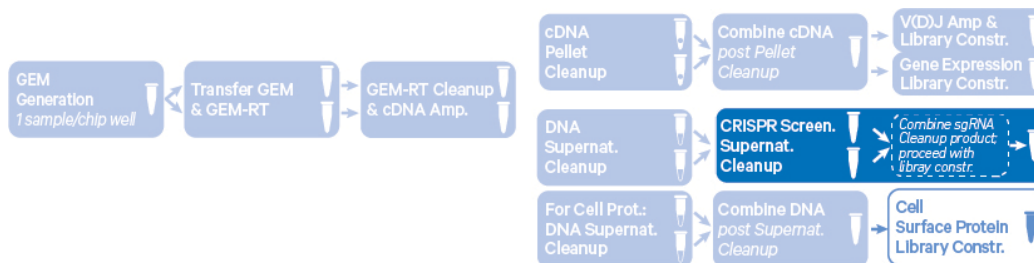 GEM
Generation
1 sample/chip well
Transfer GEM
& GEM-RT
GEM-RT Cleanup
& cDNA Amp.
cDNA
Pellet
Cleanup
Combine cDNA
post Pellet
Cleanup
V(D)J Amp &
Library Constr.
Gene Expression
Library Constr.
DNA
Supernat.
Cleanup
CRISPR Screen.
Supernat.
Cleanup
Combine sgRNA
Cleanup product;
proceed with
libray constr.
For Cell Prot.:
DNA Supernat.
Cleanup
Combine DNA
post Supernat.
Cleanup
Cell
Surface Protein
Library Constr.